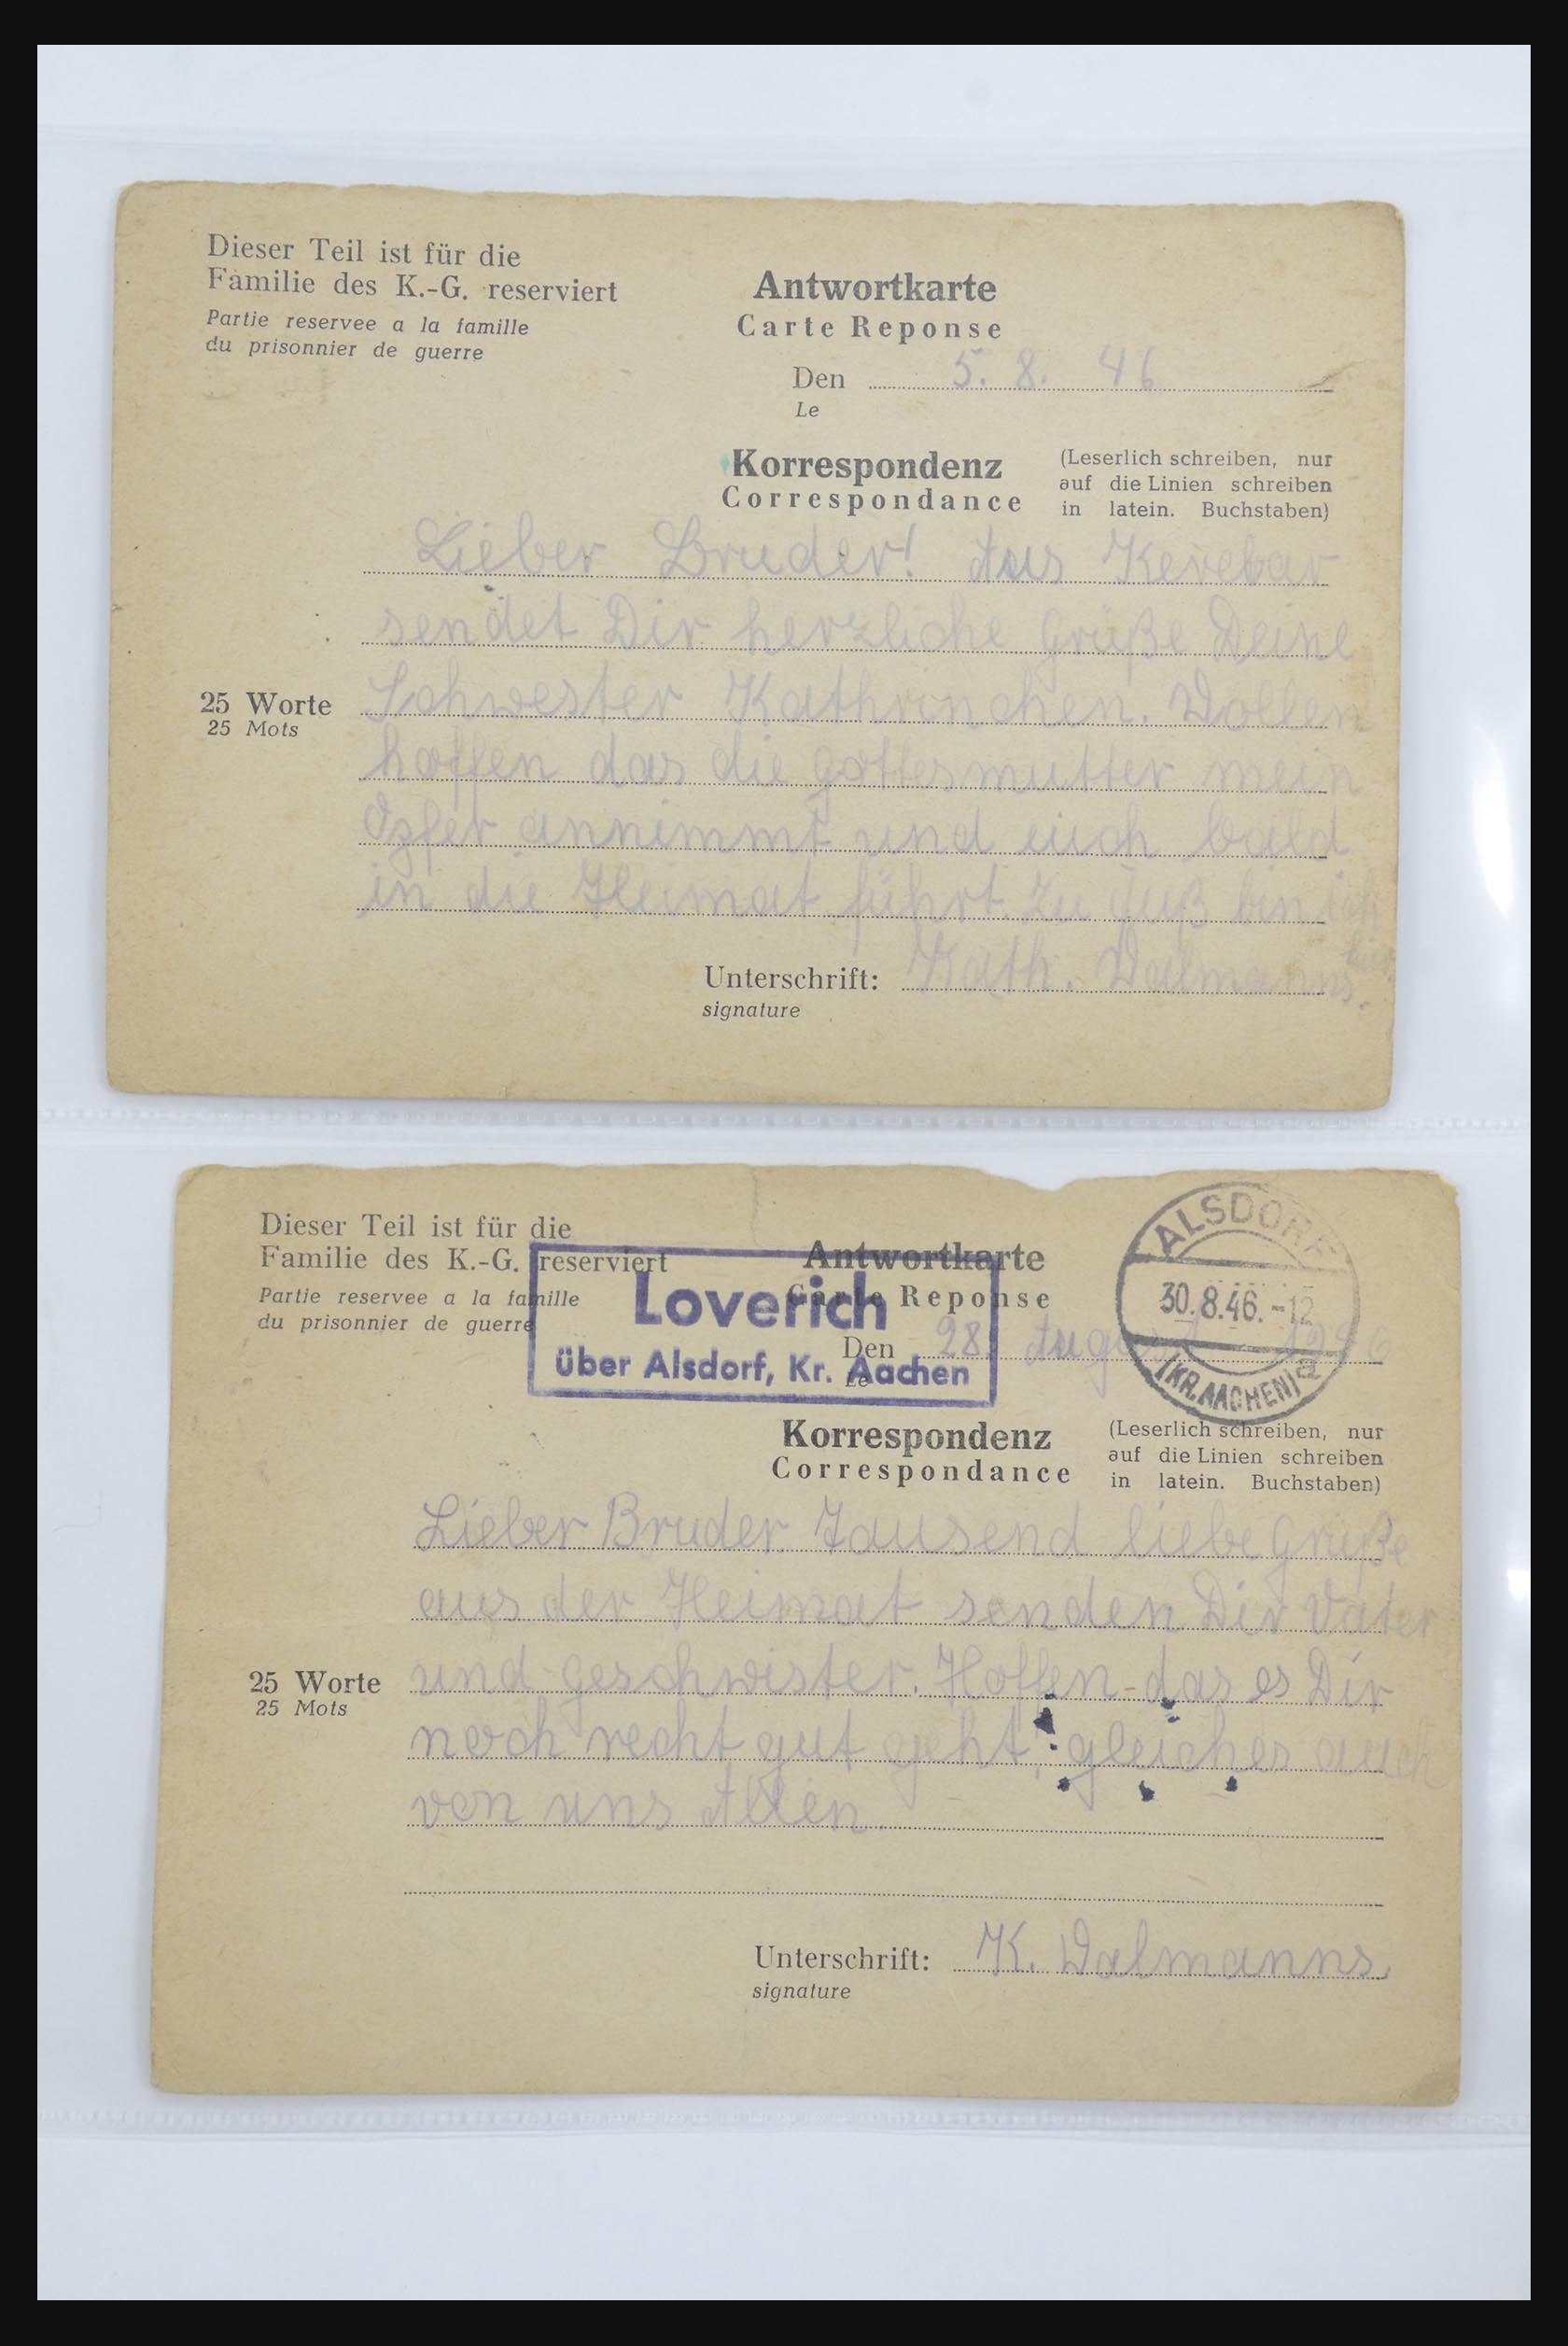 Dieser Teil ist für die
Familie des K.-G. reserviert
Partie reservee a la famille
du prisonnier de guerre
Antwortkarte
Carte Reponse
Den 5. 8. 46
Le
Korrespondenz
Correspondance
(Leserlich schreiben, nur
auf die Linien schreiben
in latein. Buchstaben)
Lieber Bruder! Aus Kevelaar
sendet Dir herzliche Grüße Deine
Schwester Kathrinchen. Wollen
hoffen das die Gottesmutter mein
Opfer annimmt und euch bald
in die Heimat führt. Zu Fuß bin ich
hier.
25 Worte
25 Mots
Unterschrift: Kath. Dalmanns.
signature
Dieser Teil ist für die
Familie des K.-G. reserviert
Partie reservee a la famille
du prisonnier de guerre
Loverich
über Alsdorf, Kr. Aachen
Antwortkarte
Carte Reponse
Den 28. August 1946
Le
ALSDORF
30.8.46.-12
(KR. AACHEN) a
Korrespondenz
Correspondance
(Leserlich schreiben, nur
auf die Linien schreiben
in latein. Buchstaben)
Lieber Bruder. Tausend liebe Grüße
aus der Heimat senden Dir Vater
und Geschwister. Hoffen das es Dir
noch recht gut geht, gleiches auch
von uns Allen.
25 Worte
25 Mots
Unterschrift: K. Dalmanns.
signature